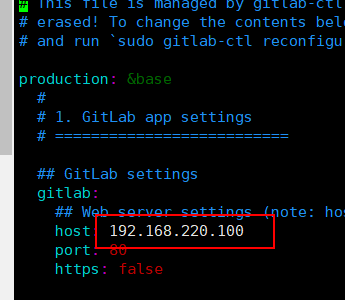 # This file is managed by gitlab-ctl
# erased! To change the contents bel
# and run `sudo gitlab-ctl reconfigu
production: &base
#
# 1. GitLab app settings
# ==========================
## GitLab settings
gitlab:
## Web server settings (note: hos
host: 192.168.220.100
port: 80
https: false